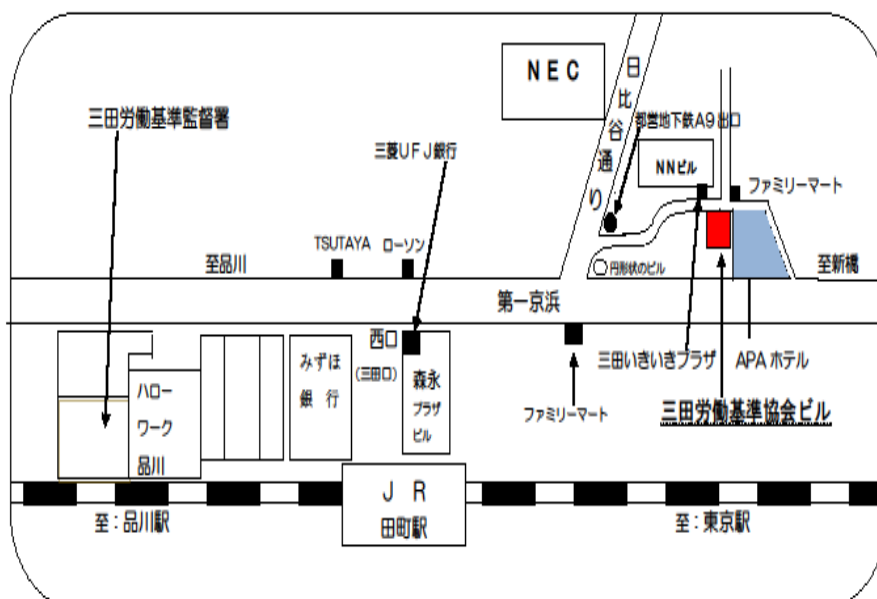 NEC
日比谷通り
三田労働基準監督署
都営地下鉄A9出口
三菱UFJ銀行
NNビル
ファミリーマート
TSUTAYA ローソン
至品川
円形状のビル
至新橋
第一京浜
西口
(三田口)
みずほ
銀行
森永
プラザ
ビル
三田いきいきプラザ
APAホテル
ハロー
ワーク
品川
ファミリーマート
三田労働基準協会ビル
JR
田町駅
至:品川駅
至:東京駅